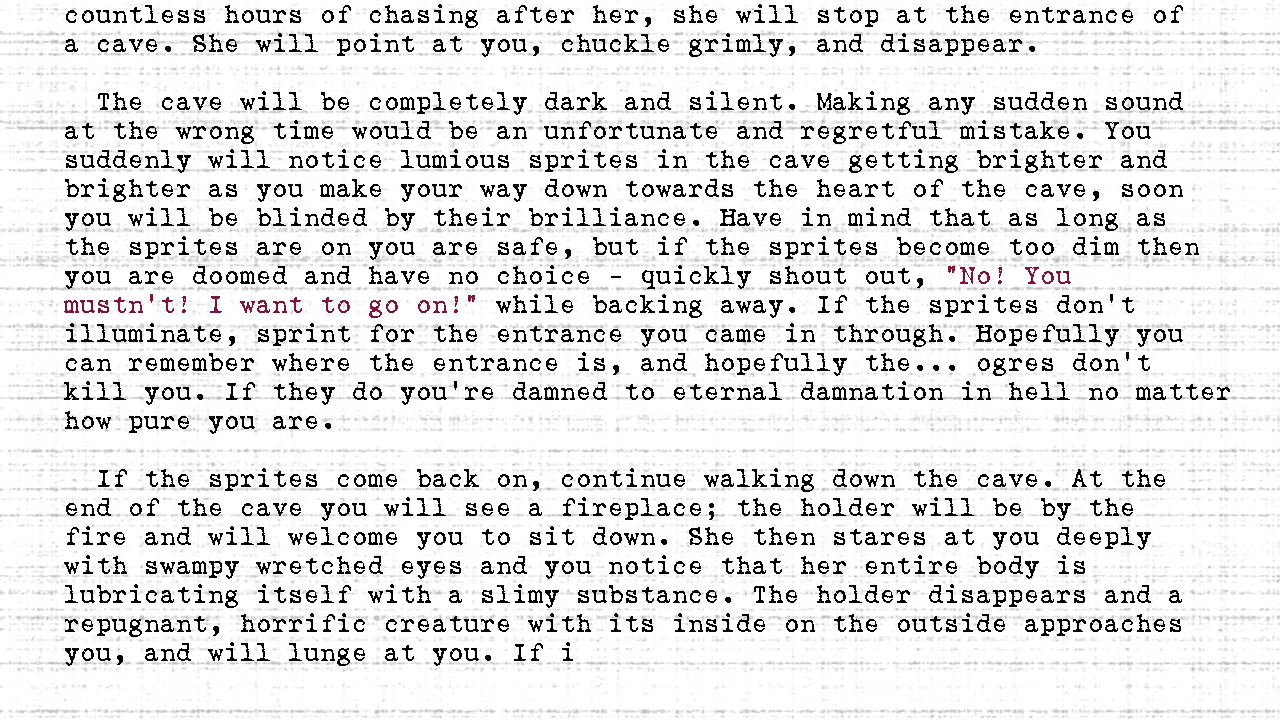 countless hours of chasing after her, she will stop at the entrance of
a cave. She will point at you, chuckle grimly, and disappear.
The cave will be completely dark and silent. Making any sudden sound
at the wrong time would be an unfortunate and regretful mistake. You
suddenly will notice lumious sprites in the cave getting brighter and
brighter as you make your way down towards the heart of the cave, soon
you will be blinded by their brilliance. Have in mind that as long as
the sprites are on you are safe, but if the sprites become too dim then
you are doomed and have no choice - quickly shout out, "No! You
mustn't! I want to go on!" while backing away. If the sprites don't
illuminate, sprint for the entrance you came in through. Hopefully you
can remember where the entrance is, and hopefully the... ogres don't
kill you. If they do you're damned to eternal damnation in hell no matter
how pure you are.
If the sprites come back on, continue walking down the cave. At the
end of the cave you will see a fireplace; the holder will be by the
fire and will welcome you to sit down. She then stares at you deeply
with swampy wretched eyes and you notice that her entire body is
lubricating itself with a slimy substance. The holder disappears and a
repugnant, horrific creature with its inside on the outside approaches
you, and will lunge at you. If i